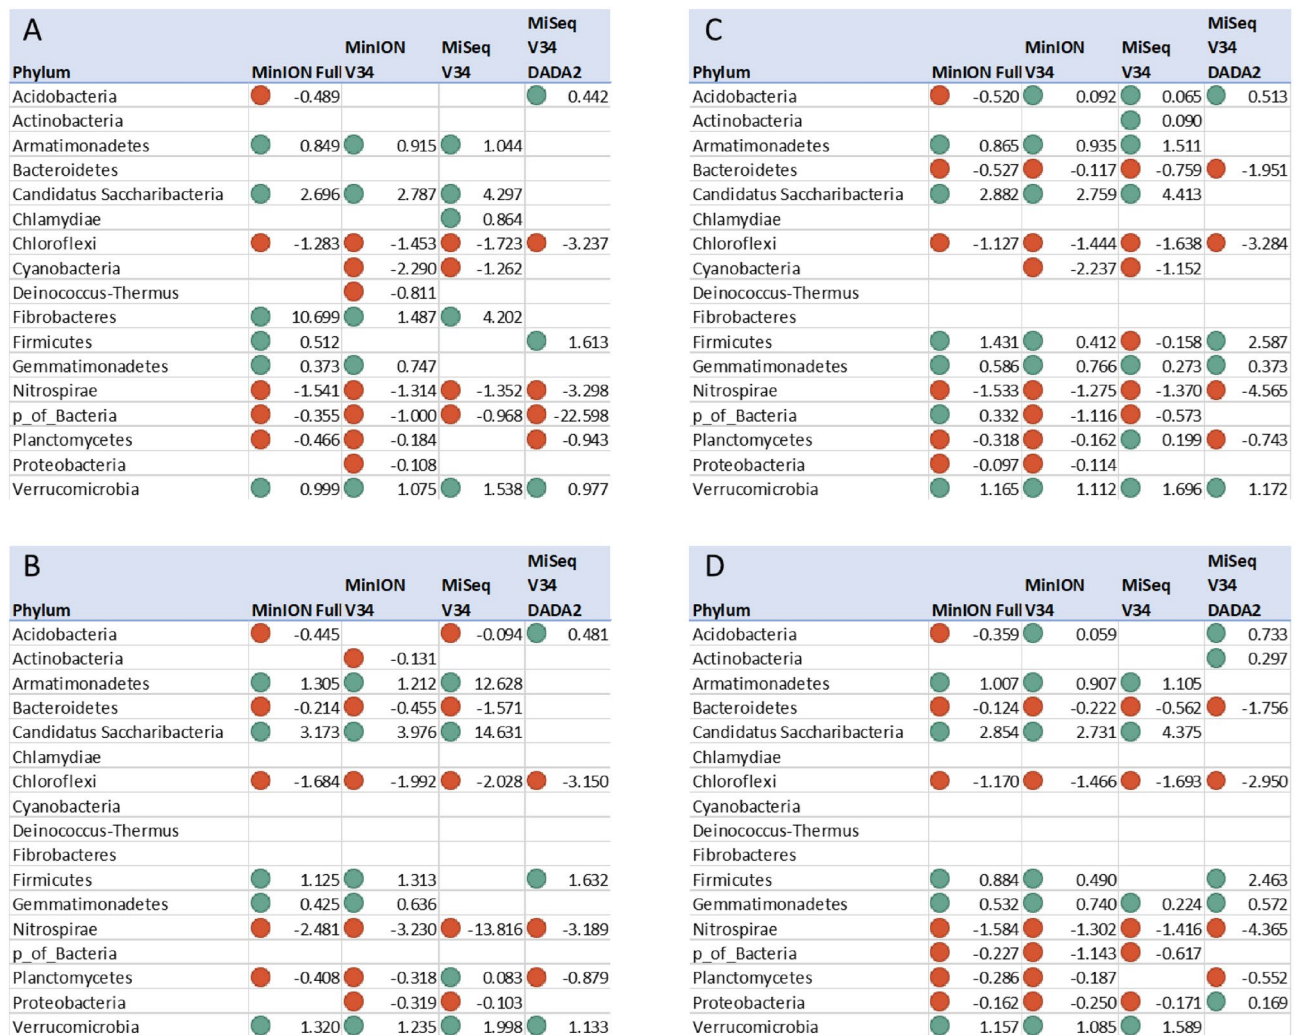 A
MiSeq
MinION MiSeq V34
Phylum MinION Full V34 V34 DADA2
Acidobacteria -0.489 0.442
Actinobacteria
Armatimonadetes 0.849 0.915 1.044
Bacteroidetes
Candidatus Saccharibacteria 2.696 2.787 4.297
Chlamydiae 0.864
Chloroflexi -1.283 -1.453 -1.723 -3.237
Cyanobacteria -2.290 -1.262
Deinococcus-Thermus -0.811
Fibrobacteres 10.699 1.487 4.202
Firmicutes 0.512 1.613
Gemmatimonadetes 0.373 0.747
Nitrospirae -1.541 -1.314 -1.352 -3.298
p_of_Bacteria -0.355 -1.000 -0.968 -22.598
Planctomycetes -0.466 -0.184 -0.943
Proteobacteria -0.108
Verrucomicrobia 0.999 1.075 1.538 0.977
B
MiSeq
MinION MiSeq V34
Phylum MinION Full V34 V34 DADA2
Acidobacteria -0.445 -0.094 0.481
Actinobacteria -0.131
Armatimonadetes 1.305 1.212 12.628
Bacteroidetes -0.214 -0.455 -1.571
Candidatus Saccharibacteria 3.173 3.976 14.631
Chlamydiae
Chloroflexi -1.684 -1.992 -2.028 -3.150
Cyanobacteria
Deinococcus-Thermus
Fibrobacteres
Firmicutes 1.125 1.313 1.632
Gemmatimonadetes 0.425 0.636
Nitrospirae -2.481 -3.230 -13.816 -3.189
p_of_Bacteria
Planctomycetes -0.408 -0.318 0.083 -0.879
Proteobacteria -0.319 -0.103
Verrucomicrobia 1.320 1.235 1.998 1.133
C
MiSeq
MinION MiSeq V34
Phylum MinION Full V34 V34 DADA2
Acidobacteria -0.520 0.092 0.065 0.513
Actinobacteria 0.090
Armatimonadetes 0.865 0.935 1.511
Bacteroidetes -0.527 -0.117 -0.759 -1.951
Candidatus Saccharibacteria 2.882 2.759 4.413
Chlamydiae
Chloroflexi -1.127 -1.444 -1.638 -3.284
Cyanobacteria -2.237 -1.152
Deinococcus-Thermus
Fibrobacteres
Firmicutes 1.431 0.412 -0.158 2.587
Gemmatimonadetes 0.586 0.766 0.273 0.373
Nitrospirae -1.533 -1.275 -1.370 -4.565
p_of_Bacteria 0.332 -1.116 -0.573
Planctomycetes -0.318 -0.162 0.199 -0.743
Proteobacteria -0.097 -0.114
Verrucomicrobia 1.165 1.112 1.696 1.172
D
MiSeq
MinION MiSeq V34
Phylum MinION Full V34 V34 DADA2
Acidobacteria -0.359 0.059 0.733
Actinobacteria 0.297
Armatimonadetes 1.007 0.907 1.105
Bacteroidetes -0.124 -0.222 -0.562 -1.756
Candidatus Saccharibacteria 2.854 2.731 4.375
Chlamydiae
Chloroflexi -1.170 -1.466 -1.693 -2.950
Cyanobacteria
Deinococcus-Thermus
Fibrobacteres
Firmicutes 0.884 0.490 2.463
Gemmatimonadetes 0.532 0.740 0.224 0.572
Nitrospirae -1.584 -1.302 -1.416 -4.365
p_of_Bacteria -0.227 -1.143 -0.617
Planctomycetes -0.286 -0.187 -0.552
Proteobacteria -0.162 -0.250 -0.171 0.169
Verrucomicrobia 1.157 1.085 1.589